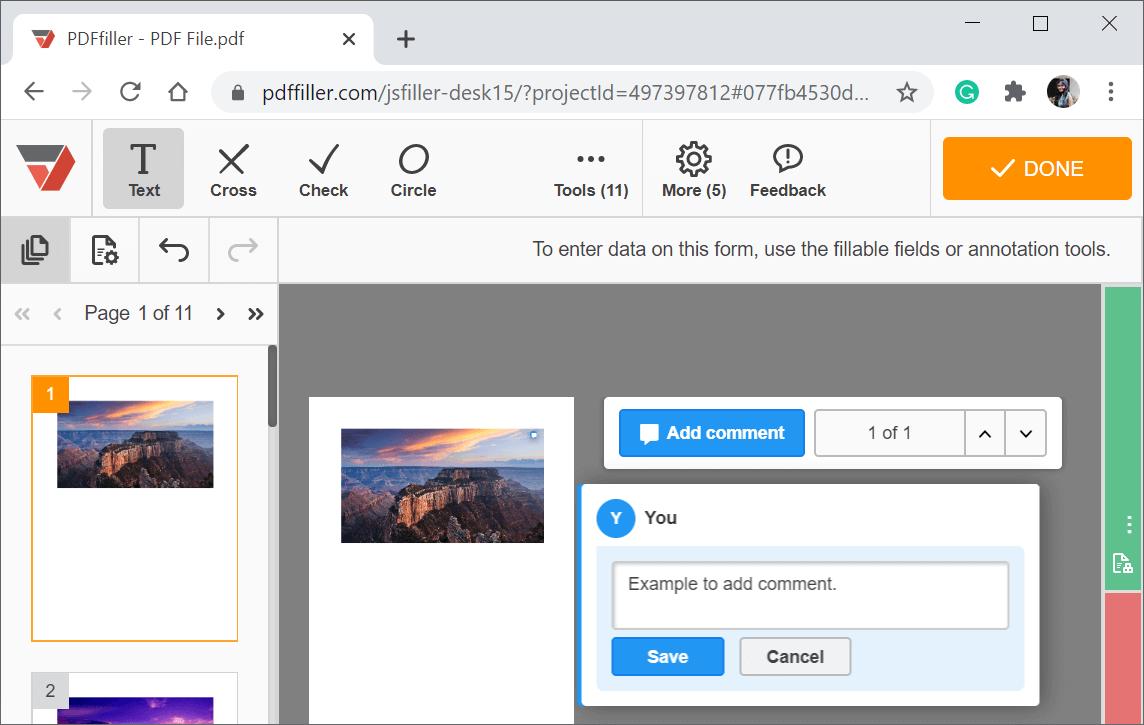 PDFfiller - PDF File.pdf
pdffiller.com/jsfiller-desk15/?projectId=497397812#077fb4530d...
Text
Cross
Check
Circle
Tools (11)
More (5)
Feedback
DONE
To enter data on this form, use the fillable fields or annotation tools.
Page 1 of 11
1
Add comment
1 of 1
Y
You
Example to add comment.
Save
Cancel
2